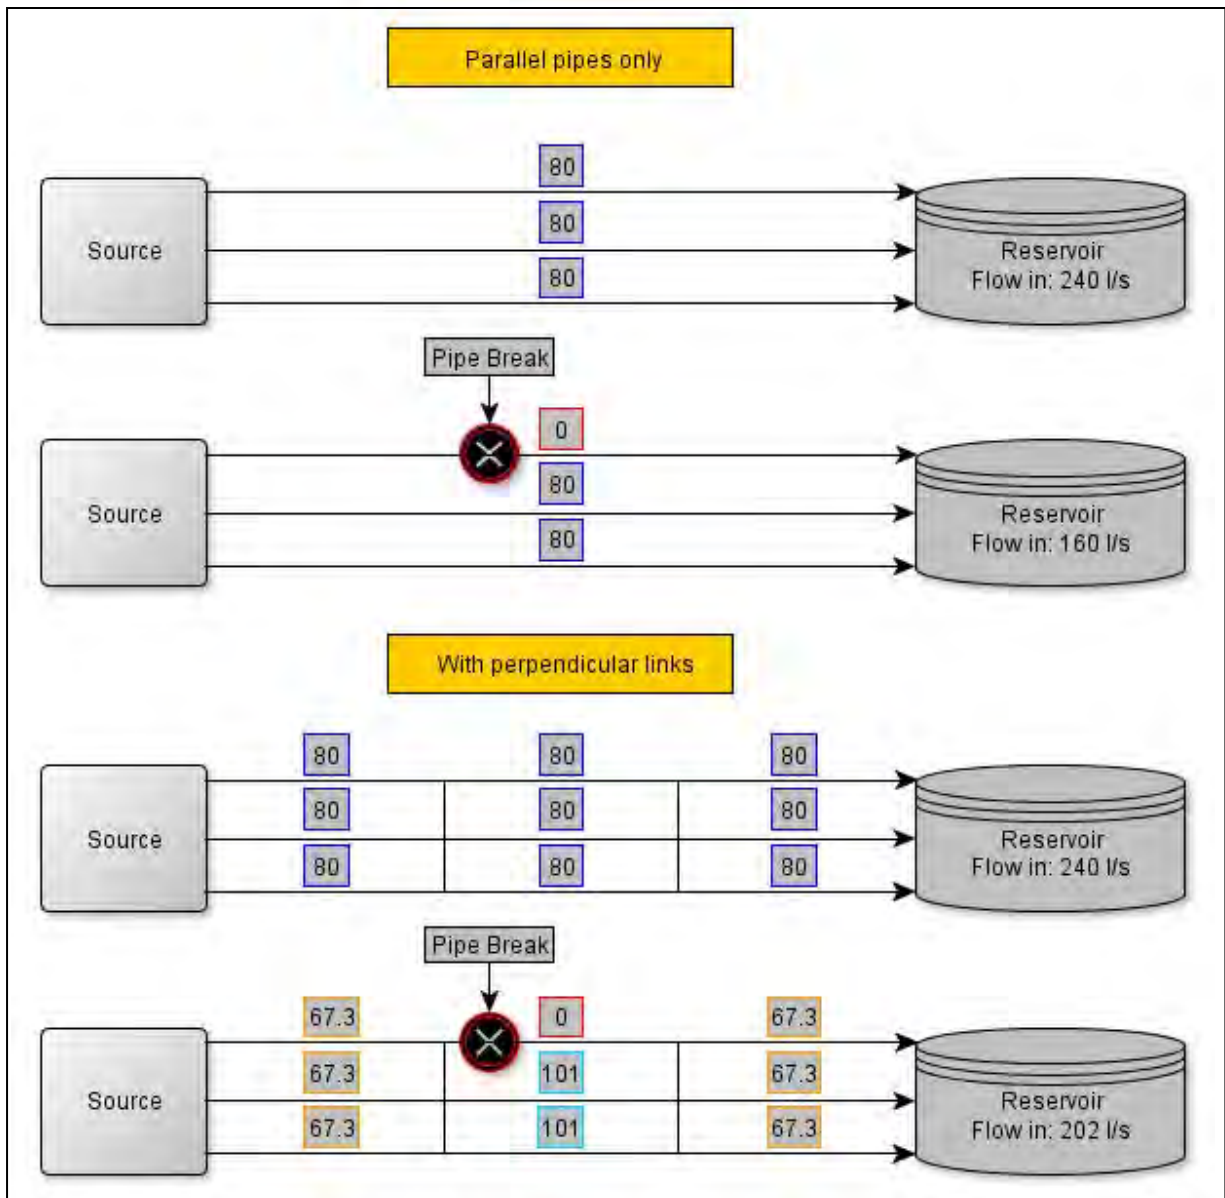 Parallel pipes only
80
80
80
Source
Reservoir
Flow in: 240 l/s
Pipe Break
0
80
80
Source
Reservoir
Flow in: 160 l/s
With perpendicular links
80 80 80
80 80 80
80 80 80
Source
Reservoir
Flow in: 240 l/s
Pipe Break
67.3 0 67.3
67.3 101 67.3
67.3 101 67.3
Source
Reservoir
Flow in: 202 l/s